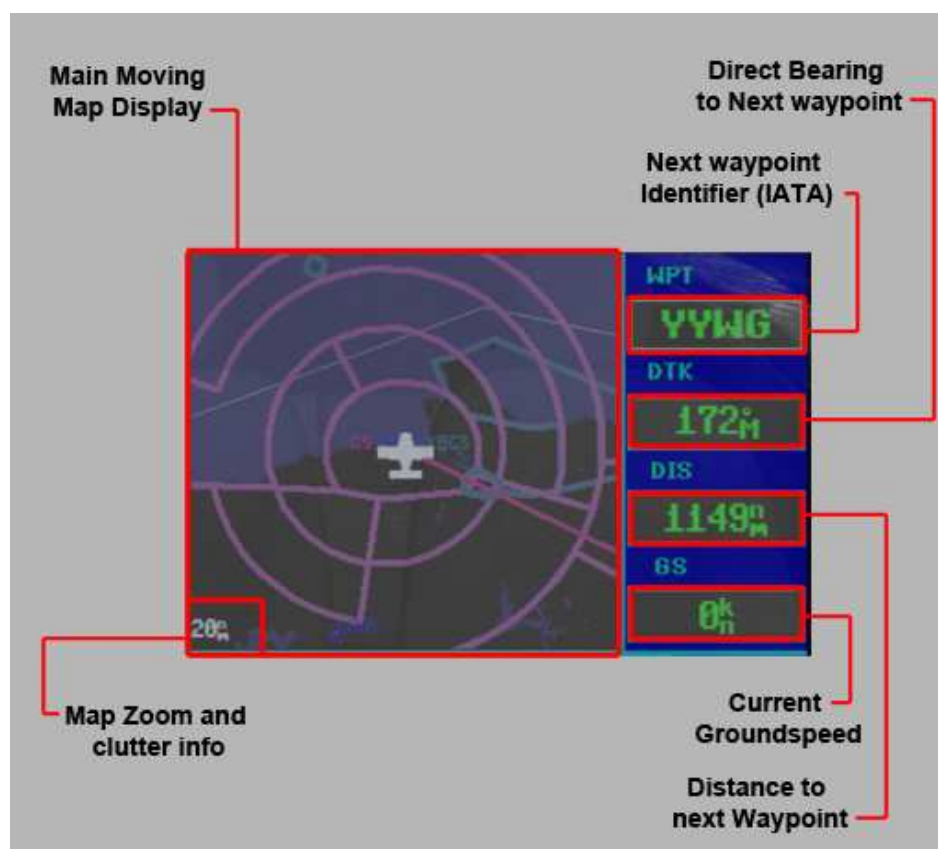 Main Moving
Map Display
Direct Bearing
to Next waypoint
Next waypoint
Identifier (IATA)
WPT
YYWG
DTK
172°M
DIS
1149nM
GS
0kn
20nM
Map Zoom and
clutter info
Current
Groundspeed
Distance to
next Waypoint